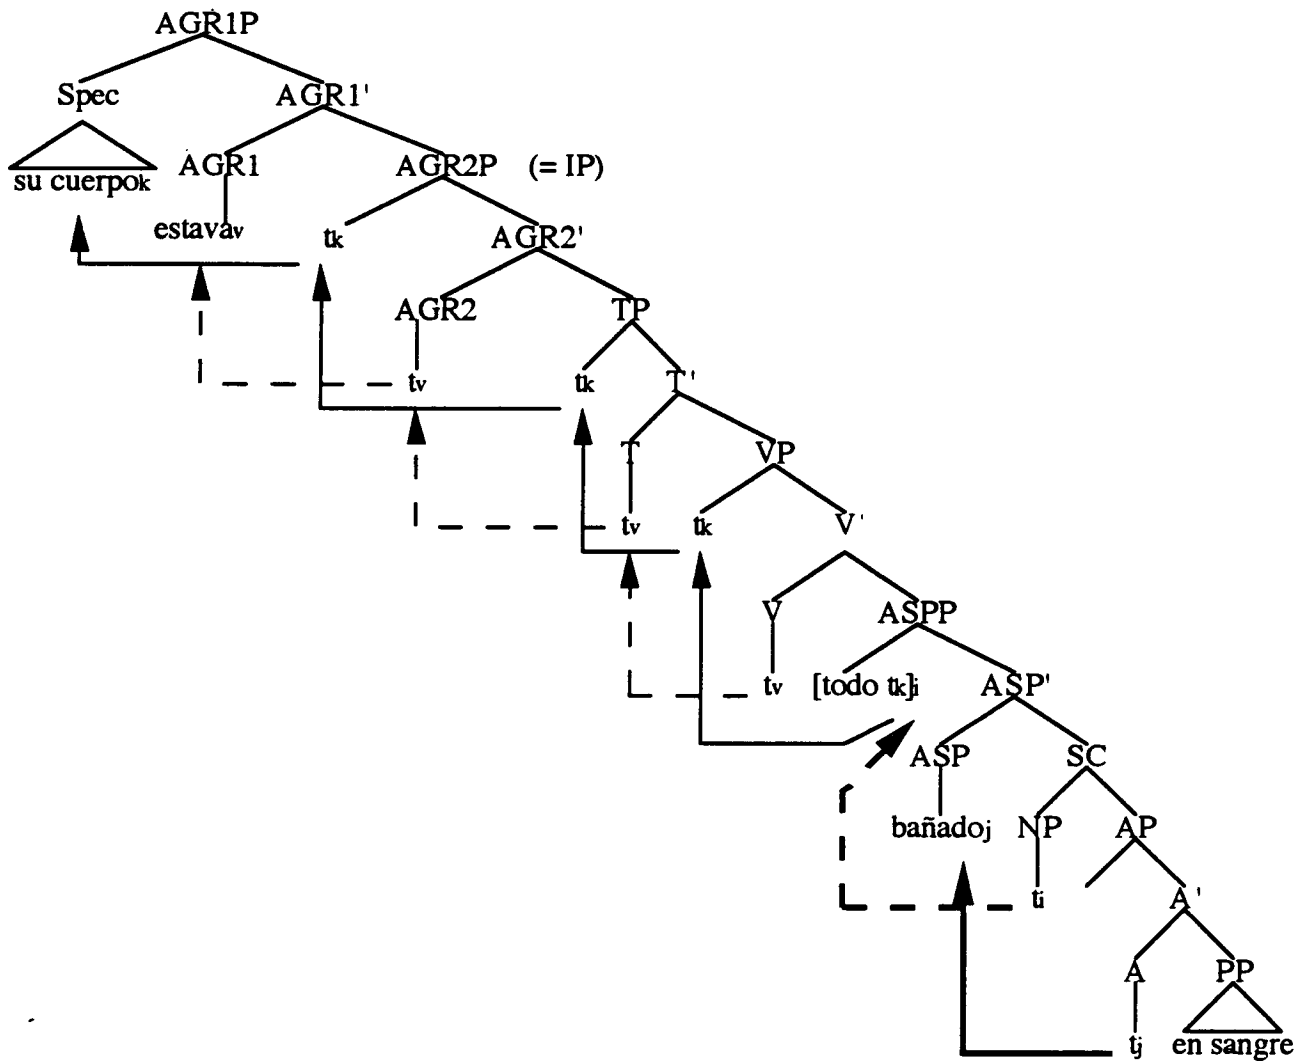 AGR1P
Spec AGR1'
AGR1 AGR2P (= IP)
su cuerpok
estavav tk AGR2'
AGR2 TP
tv tk T'
T VP
tv tk V'
V ASPP
tv [todo tk]i ASP'
ASP SC
bañadoj NP AP
ti A'
A PP
tj en sangre